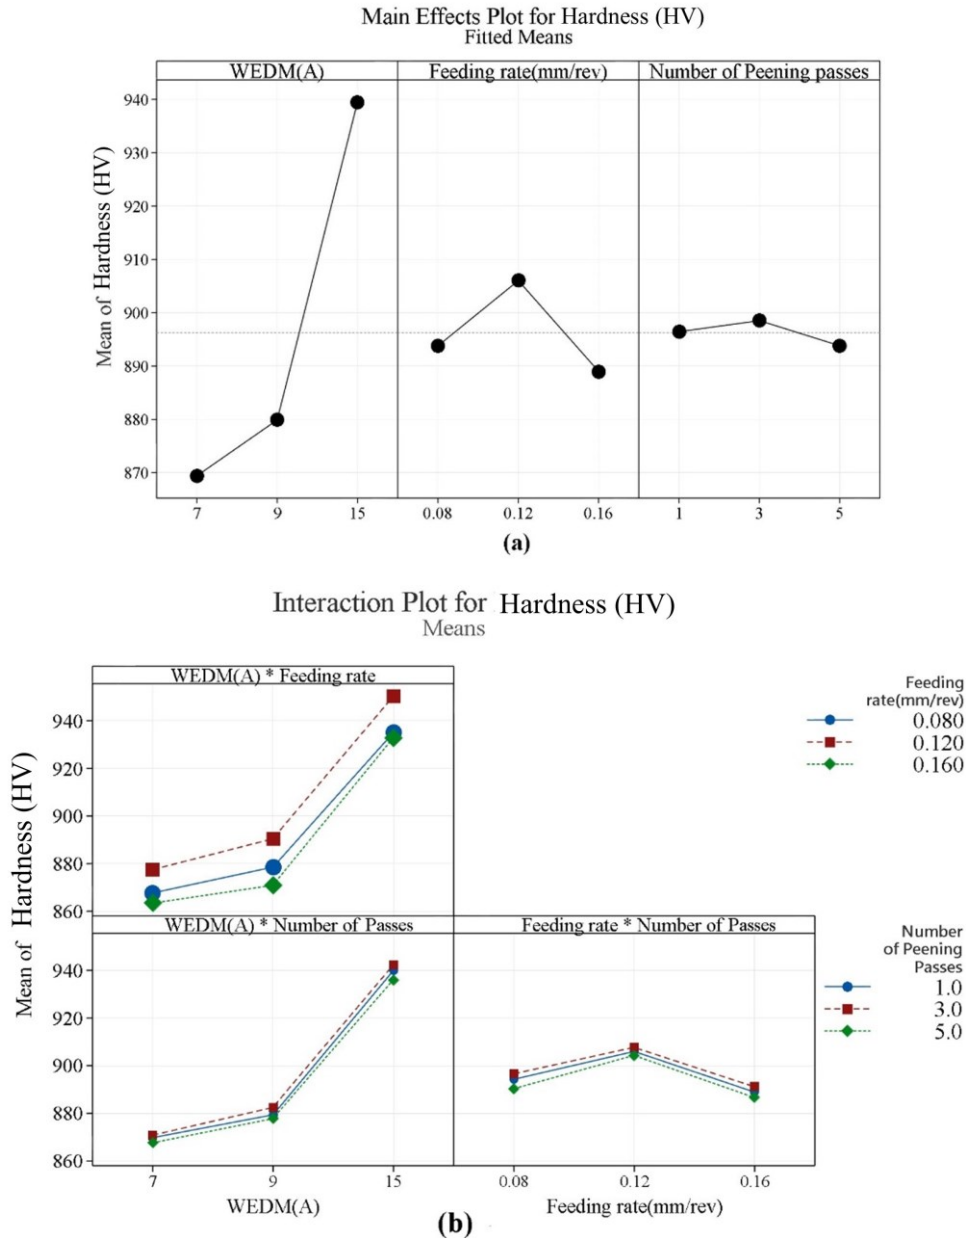 Main Effects Plot for Hardness (HV)
Fitted Means
WEDM(A)
Feeding rate(mm/rev)
Number of Peening passes
Mean of Hardness (HV)
940
930
920
910
900
890
880
870
7 9 15
0.08 0.12 0.16
1 3 5
(a)
Interaction Plot for Hardness (HV)
Means
WEDM(A) * Feeding rate
Mean of Hardness (HV)
940
920
900
880
860
Feeding
rate(mm/rev)
0.080
0.120
0.160
WEDM(A) * Number of Passes
Feeding rate * Number of Passes
940
920
900
880
860
Number
of Peening
Passes
1.0
3.0
5.0
7 9 15
0.08 0.12 0.16
WEDM(A)
Feeding rate(mm/rev)
(b)